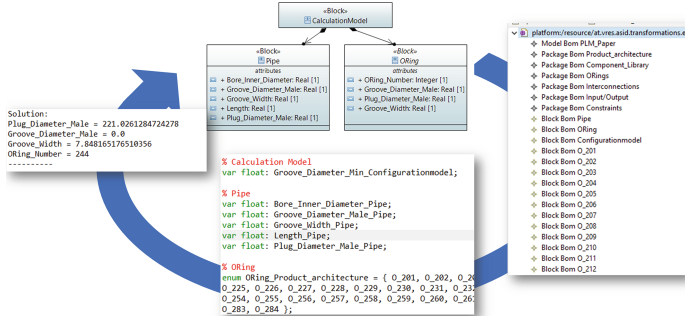 «Block»
CalculationModel
«Block»
Pipe
attributes
+ Bore_Inner_Diameter: Real [1]
+ Groove_Diameter_Male: Real [1]
+ Groove_Width: Real [1]
+ Length: Real [1]
+ Plug_Diameter_Male: Real [1]
«Block»
ORing
attributes
+ ORing_Number: Integer [1]
+ Groove_Diameter_Male: Real [1]
+ Plug_Diameter_Male: Real [1]
+ Groove_Width: Real [1]
platform:/resource/at.vres.asid.transformations.e
Model Bom PLM_Paper
Package Bom Product_architecture
Package Bom Component_Library
Package Bom ORings
Package Bom Interconnections
Package Bom Input/Output
Package Bom Constraints
Block Bom Pipe
Block Bom ORing
Block Bom Configurationmodel
Block Bom O_201
Block Bom O_202
Block Bom O_203
Block Bom O_204
Block Bom O_205
Block Bom O_206
Block Bom O_207
Block Bom O_208
Block Bom O_209
Block Bom O_210
Block Bom O_211
Block Bom O_212
Solution:
Plug_Diameter_Male = 221.0261284724278
Groove_Diameter_Male = 0.0
Groove_Width = 7.848165176510356
ORing_Number = 244
----------
% Calculation Model
var float: Groove_Diameter_Min_Configurationmodel;
% Pipe
var float: Bore_Inner_Diameter_Pipe;
var float: Groove_Diameter_Male_Pipe;
var float: Groove_Width_Pipe;
var float: Length_Pipe;
var float: Plug_Diameter_Male_Pipe;
% ORing
enum ORing_Product_architecture = { O_201, O_202,
O_225, O_226, O_227, O_228, O_229, O_230, O_231,
O_254, O_255, O_256, O_257, O_258, O_259, O_260,
O_283, O_284 };